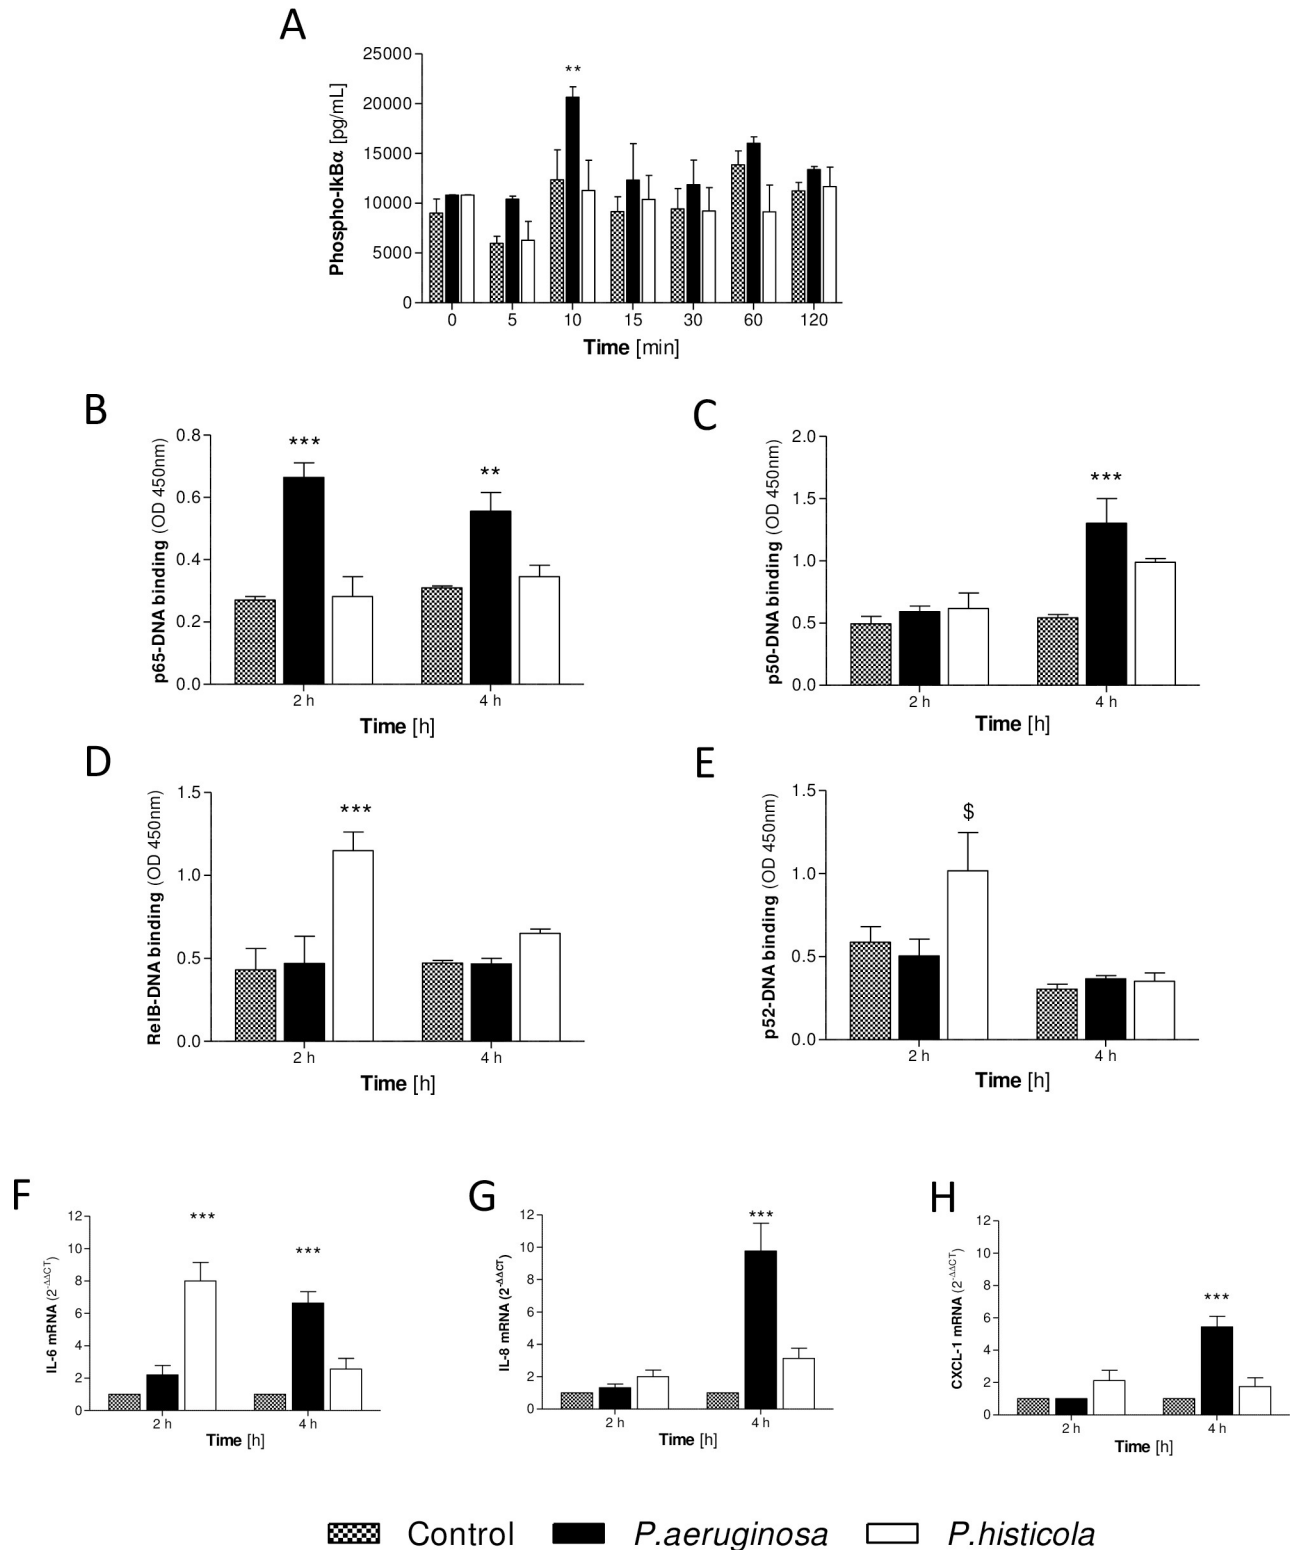 A
Phospho-IkBα [pg/mL]
25000
20000
15000
10000
5000
0
**
0 5 10 15 30 60 120
Time [min]
B
p65-DNA binding (OD 450nm)
0.8
0.6
0.4
0.2
0.0
***
**
2 h 4 h
Time [h]
C
p50-DNA binding (OD 450nm)
2.0
1.5
1.0
0.5
0.0
***
2 h 4 h
Time [h]
D
RelB-DNA binding (OD 450nm)
1.5
1.0
0.5
0.0
***
2 h 4 h
Time [h]
E
p52-DNA binding (OD 450nm)
1.5
1.0
0.5
0.0
$
2 h 4 h
Time [h]
F
IL-6 mRNA (2^-ΔΔCT)
12
10
8
6
4
2
0
***
***
2 h 4 h
Time [h]
G
IL-8 mRNA (2^-ΔΔCT)
12
10
8
6
4
2
0
***
2 h 4 h
Time [h]
H
CXCL-1 mRNA (2^-ΔΔCT)
12
10
8
6
4
2
0
***
2 h 4 h
Time [h]
Control P.aeruginosa P.histicola